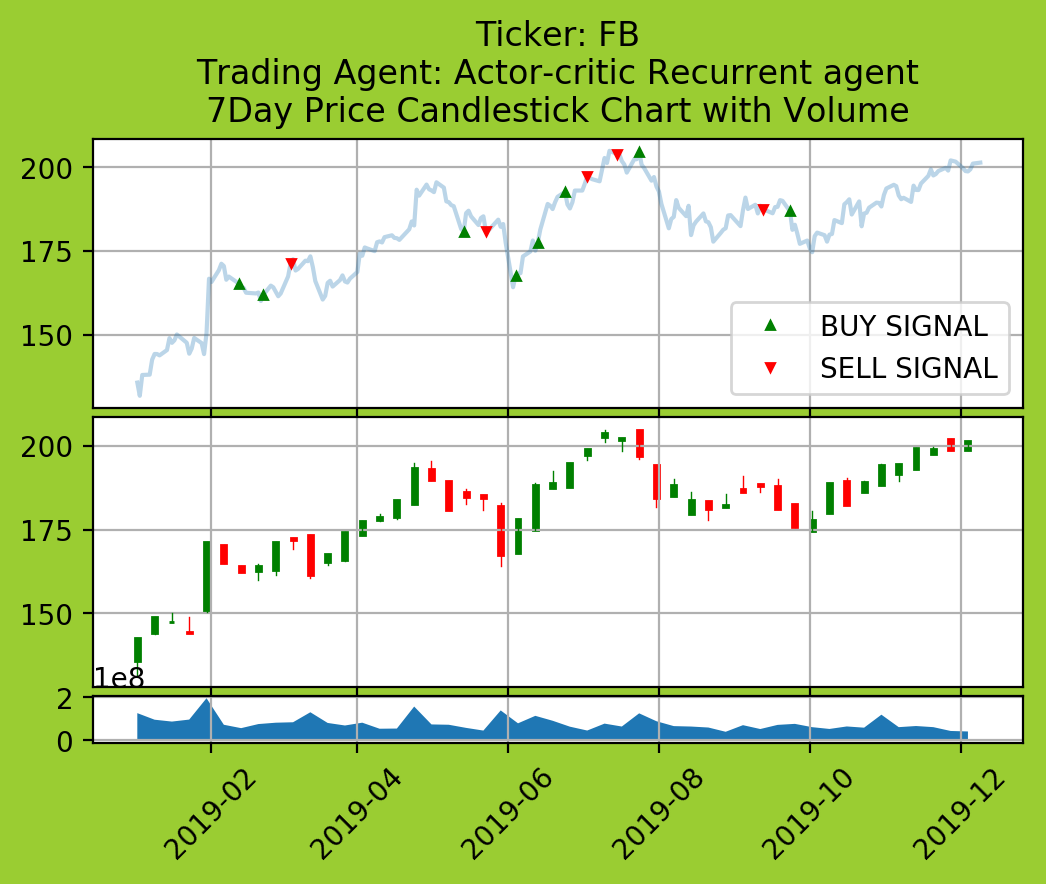 Ticker: FB
Trading Agent: Actor-critic Recurrent agent
7Day Price Candlestick Chart with Volume
200
175
150
BUY SIGNAL
SELL SIGNAL
200
175
150
1e8
2
0
2019-02
2019-04
2019-06
2019-08
2019-10
2019-12